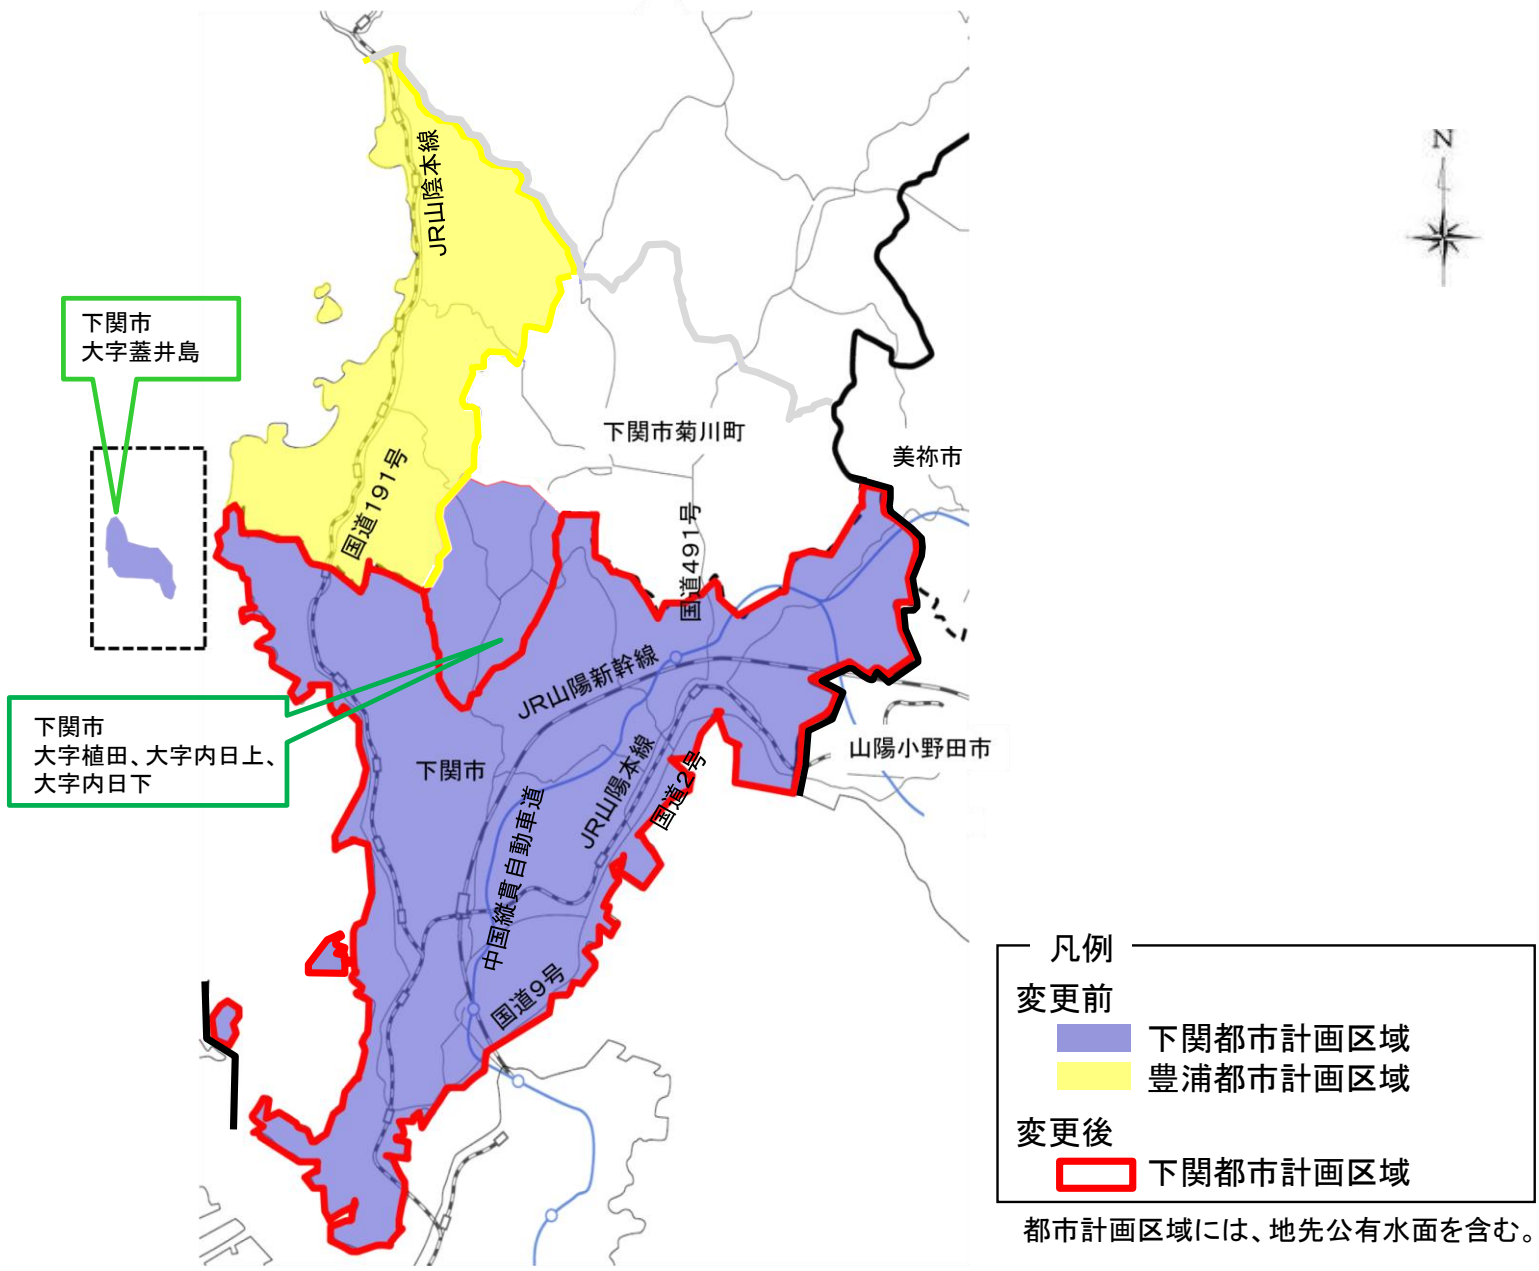 N
JR山陰本線
下関市
大字蓋井島
下関市菊川町
美祢市
国道191号
国道491号
JR山陽新幹線
下関市
大字植田、大字内日上、
大字内日下
下関市
山陽小野田市
JR山陽本線
国道2号
中国縦貫自動車道
国道9号
凡例
変更前
下関都市計画区域
豊浦都市計画区域
変更後
下関都市計画区域
都市計画区域には、地先公有水面を含む。